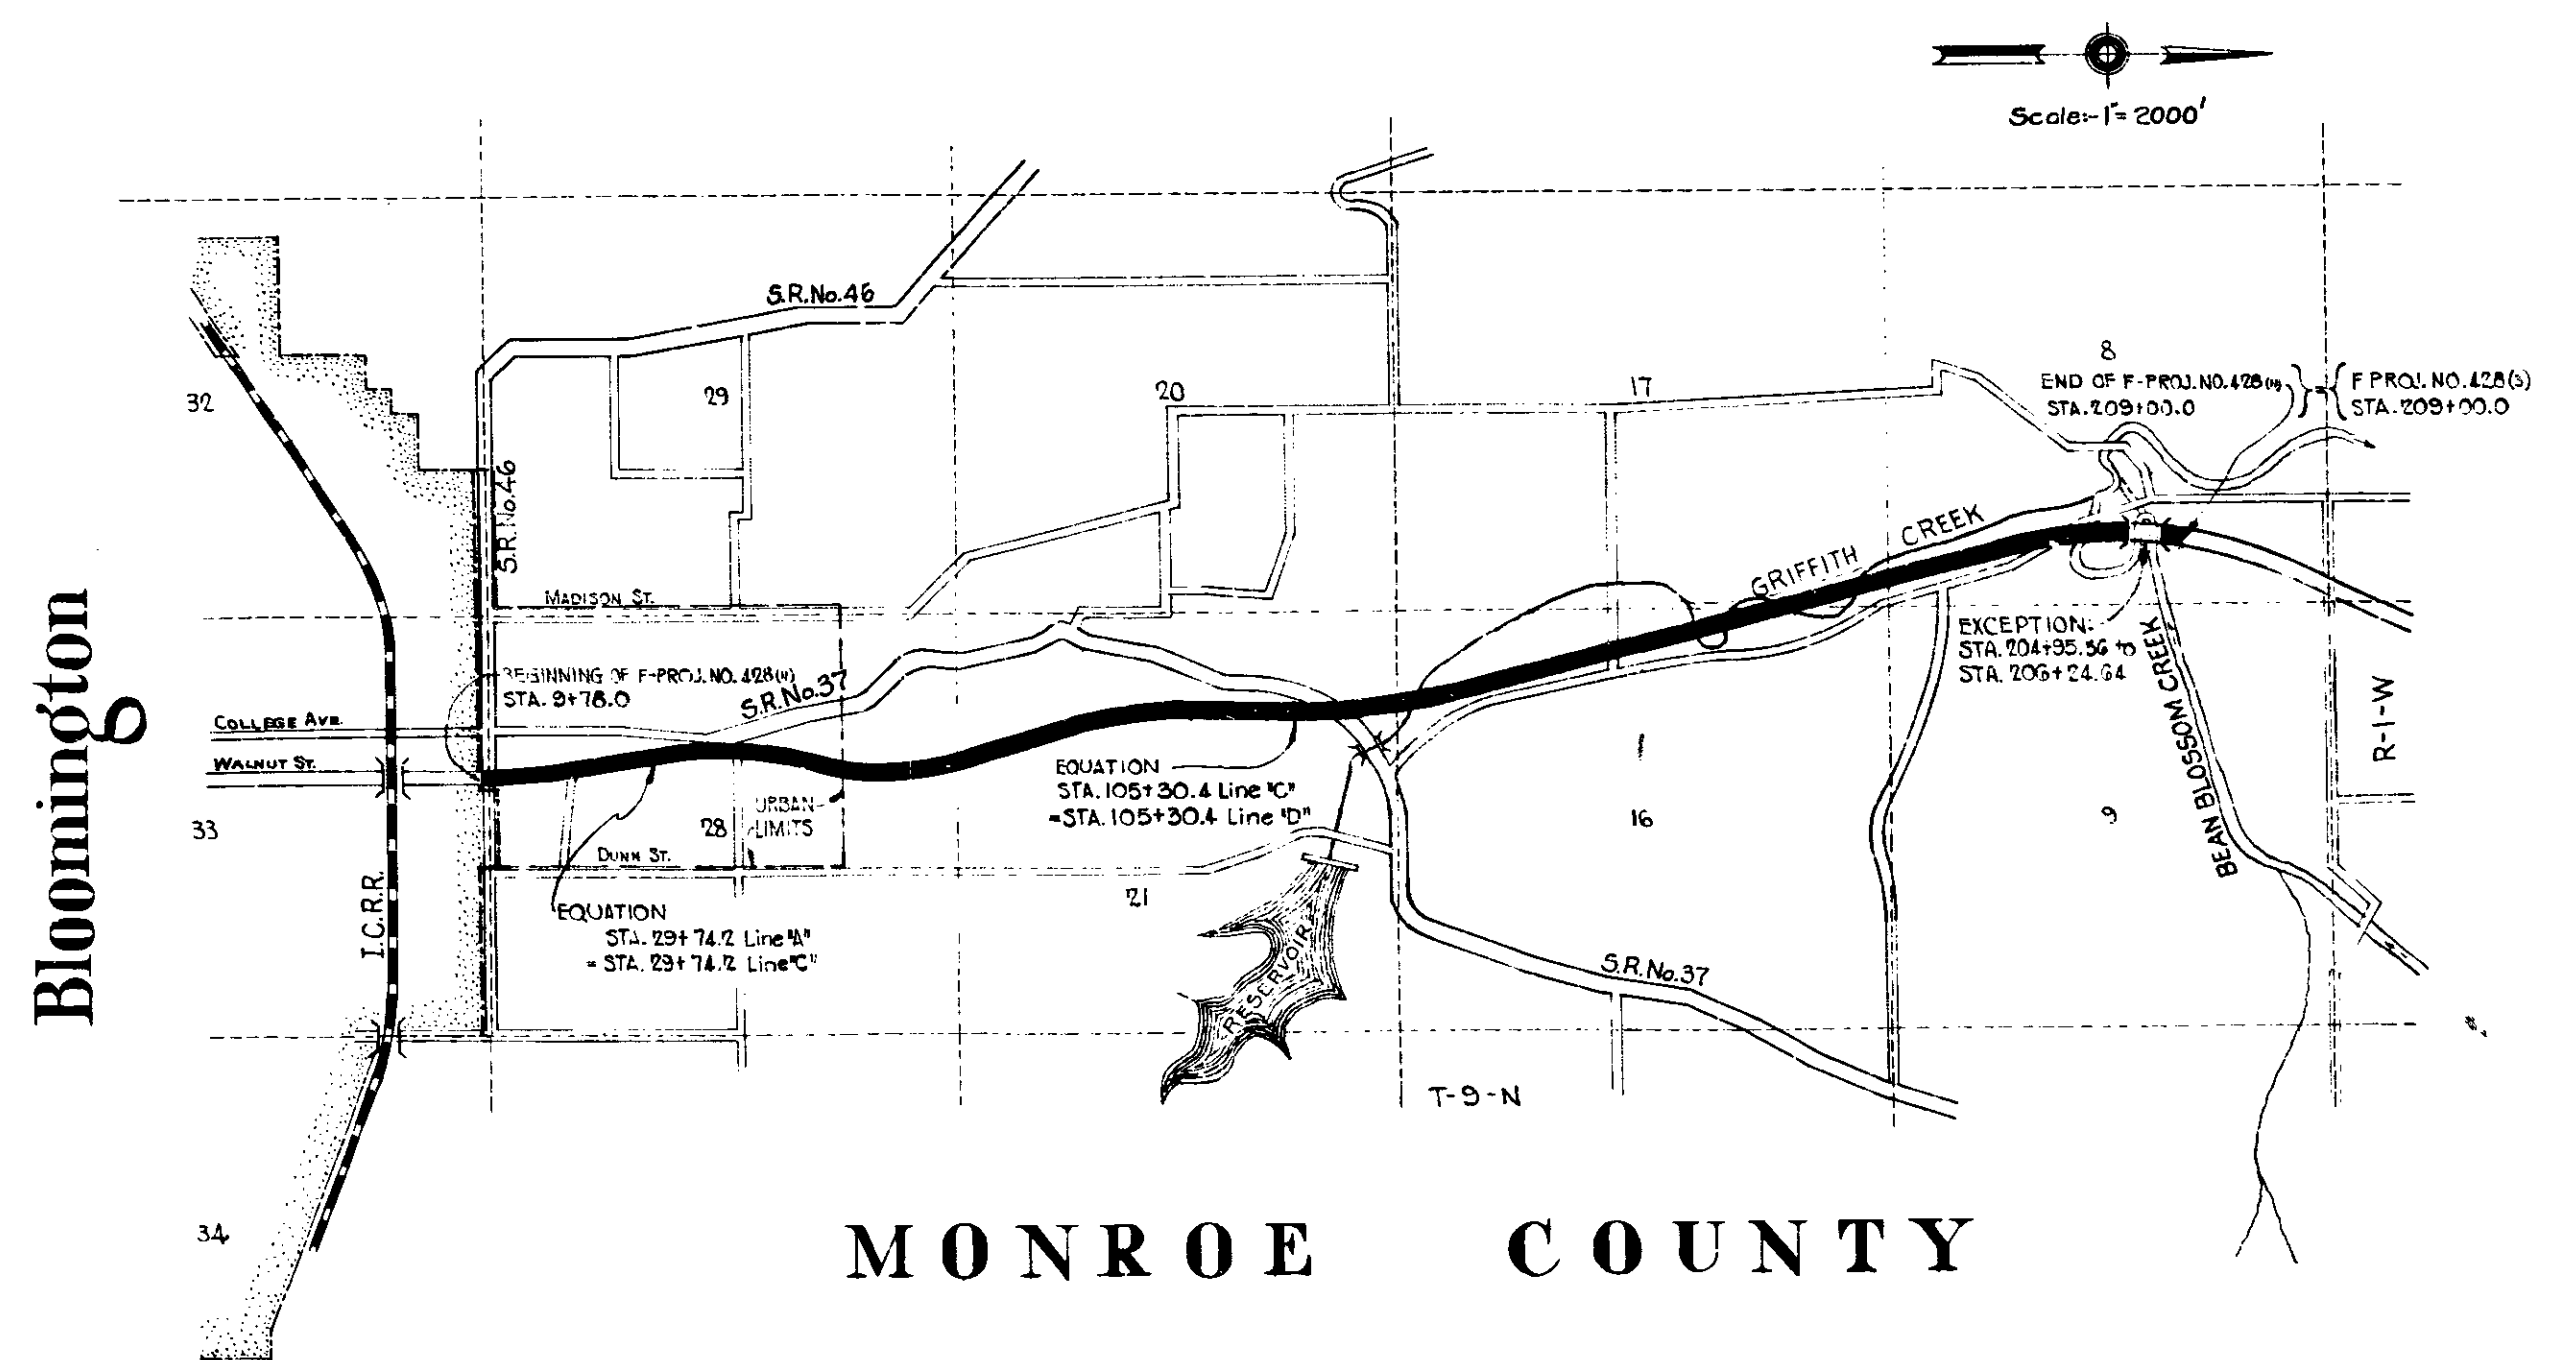 Scale:-1"= 2000'
S.R.No.46
8
END OF F-PROJ.NO.428
STA.209+00.0
F PROJ. NO.428(3)
STA.209+00.0
32
29
20
17
S.R.No.46
GRIFFITH CREEK
MADISON ST.
BEGINNING OF F-PROJ.NO.428
STA. 9+78.0
S.R.No.37
EXCEPTION:-
STA. 204+95.36 to
STA. 206+24.64
COLLEGE AVE.
WALNUT ST.
BEAN BLOSSOM CREEK
R-1-W
EQUATION
STA.105+30.4 Line "C"
=STA.105+30.4 Line "D"
URBAN
LIMITS
33
28
16
9
DUNN ST.
21
Bloomington
I.C.R.R.
EQUATION
STA. 29+74.2 Line "A"
= STA. 29+74.2 Line "C"
RESERVOIR
S.R.No.37
T-9-N
34
MONROE COUNTY